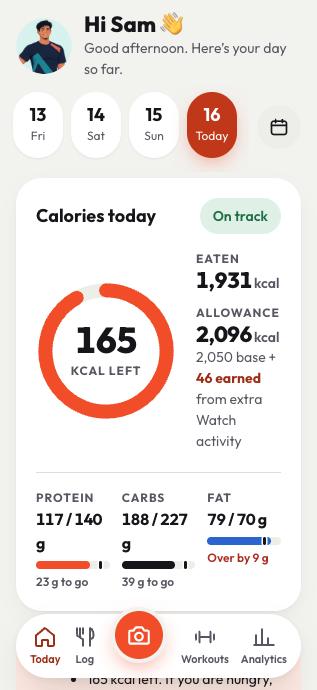 Hi Sam 👋
Good afternoon. Here's your day
so far.
13 14 15 16
Fri Sat Sun Today
Calories today
On track
EATEN
1,931 kcal
ALLOWANCE
2,096 kcal
2,050 base +
46 earned
from extra
Watch
activity
165
KCAL LEFT
PROTEIN
117 / 140
g
23 g to go
CARBS
188 / 227
g
39 g to go
FAT
79 / 70 g
Over by 9 g
Today Log Workouts Analytics
165 kcal left. If you are hungry,